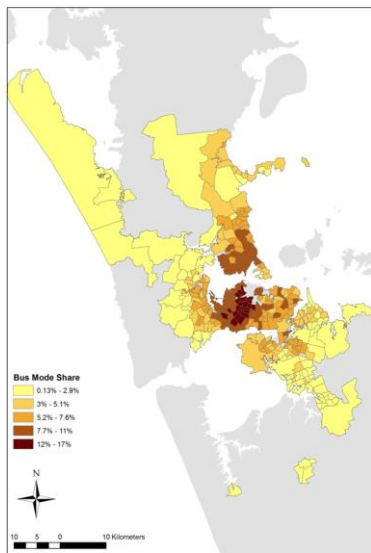 Bus Mode Share
0.13% - 2.9%
3% - 5.1%
5.2% - 7.6%
7.7% - 11%
12% - 17%
N
10 5 0 10 Kilometers